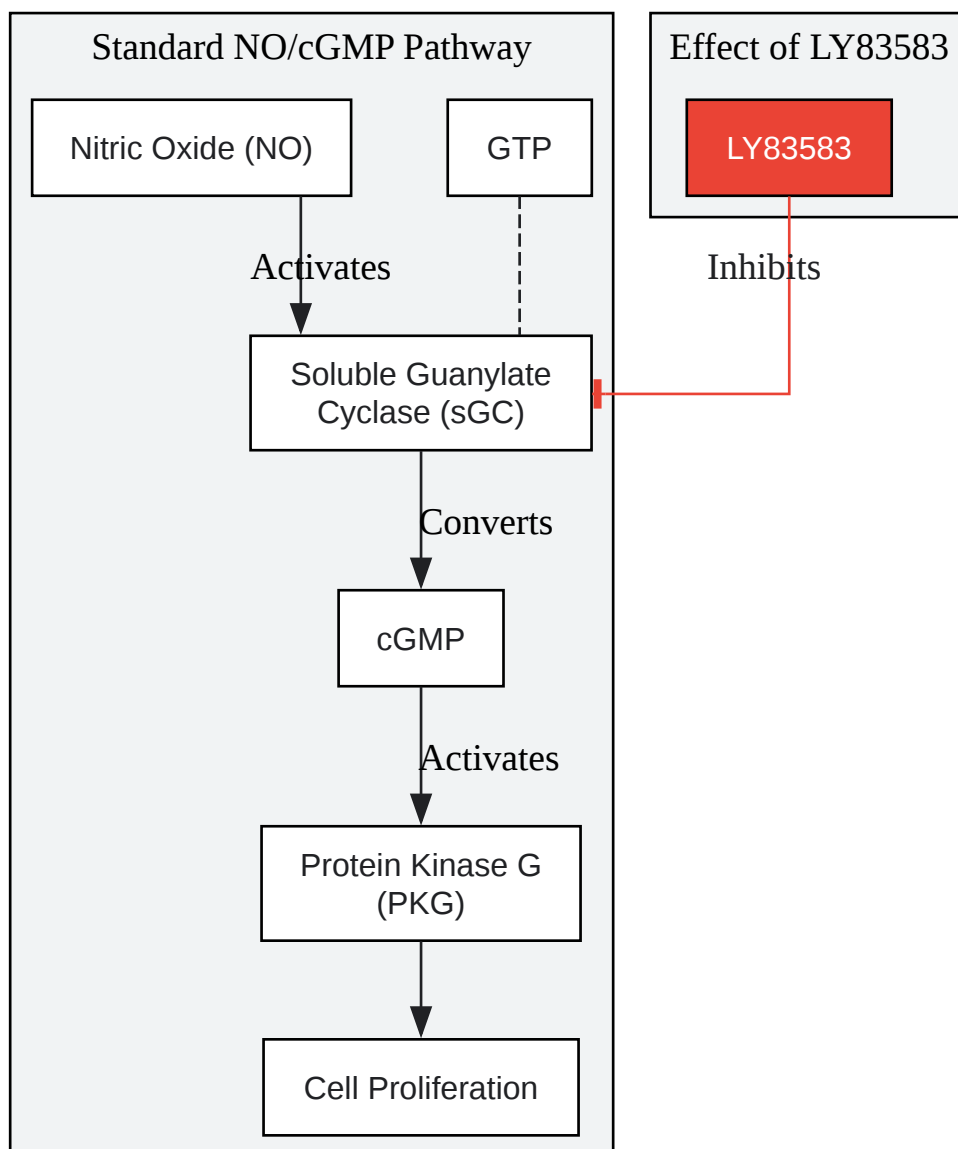 Standard NO/cGMP Pathway
Effect of LY83583
Nitric Oxide (NO)
GTP
LY83583
Activates
Inhibits
Soluble Guanylate
Cyclase (sGC)
Converts
cGMP
Activates
Protein Kinase G
(PKG)
Cell Proliferation